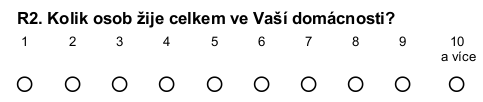 R2. Kolik osob žije celkem ve Vaší domácnosti?
1 2 3 4 5 6 7 8 9 10
a více